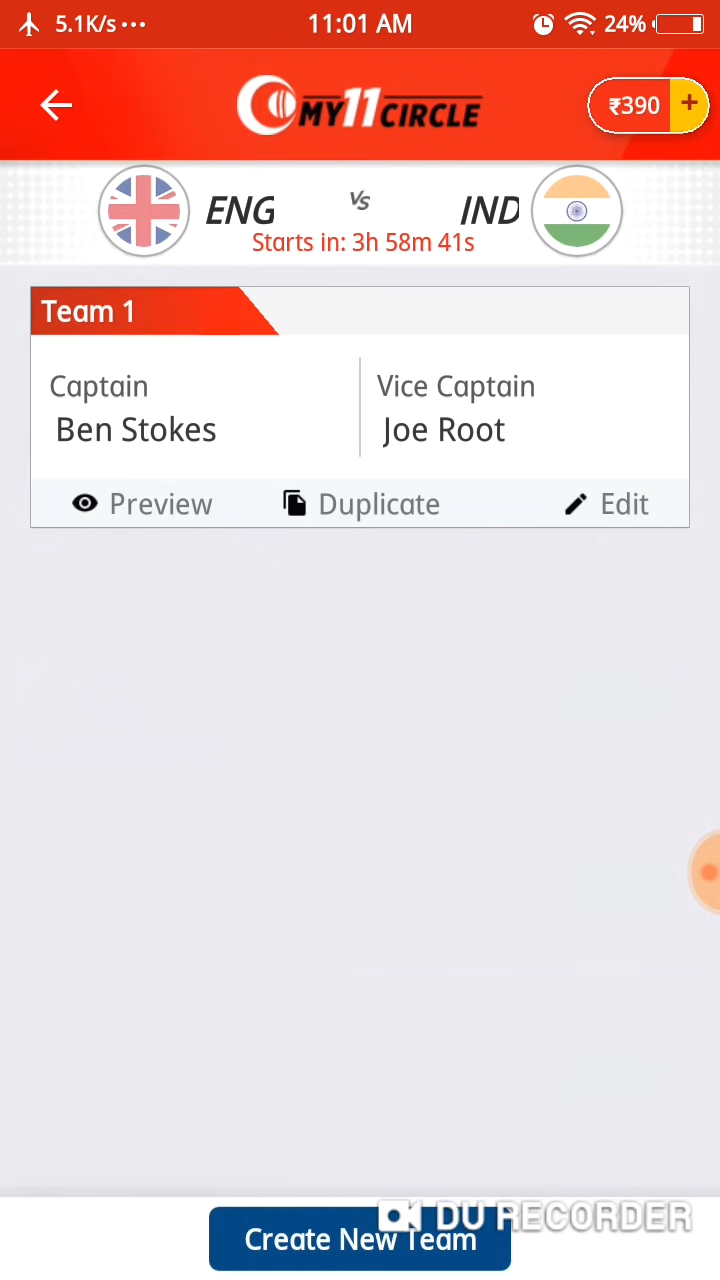 5.1K/s ... 11:01 AM 24%
MY11CIRCLE ₹390 +
ENG vs IND
Starts in: 3h 58m 41s
Team 1
Captain Vice Captain
Ben Stokes Joe Root
Preview Duplicate Edit
DU RECORDER
Create New Team